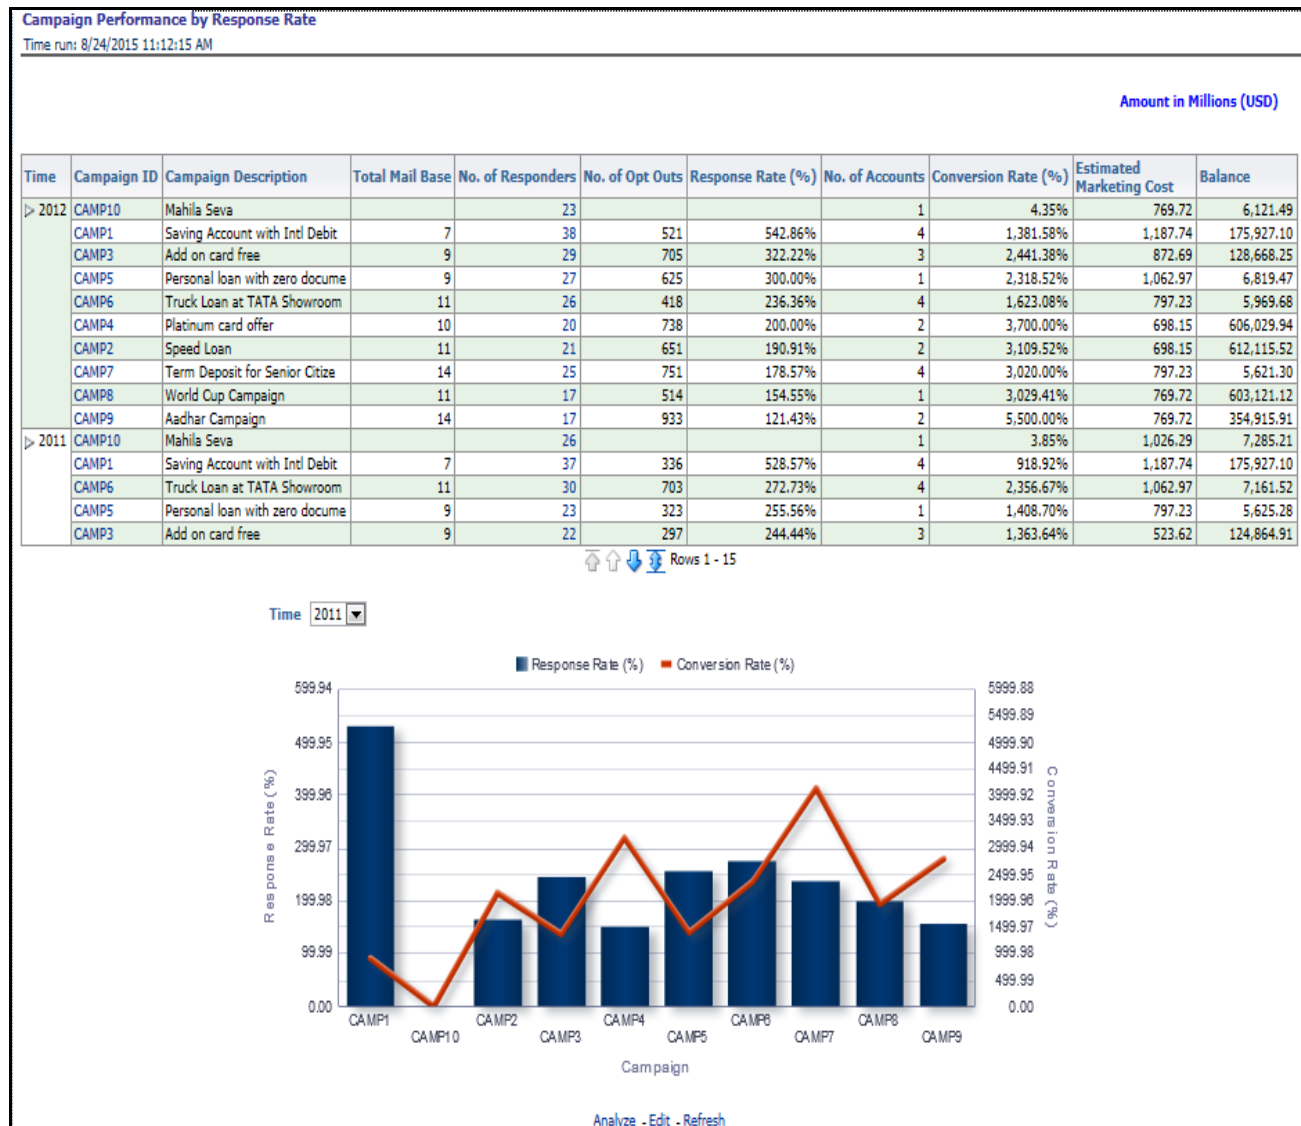 Campaign Performance by Response Rate
Time run: 8/24/2015 11:12:15 AM
Amount in Millions (USD)
Time Campaign ID Campaign Description Total Mail Base No. of Responders No. of Opt Outs Response Rate (%) No. of Accounts Conversion Rate (%) Estimated Marketing Cost Balance
2012 CAMP10 Mahila Seva 23 1 4.35% 769.72 6,121.49
CAMP1 Saving Account with Intl Debit 7 38 521 542.86% 4 1,381.58% 1,187.74 175,927.10
CAMP3 Add on card free 9 29 705 322.22% 3 2,441.38% 872.69 128,668.25
CAMP5 Personal loan with zero docume 9 27 625 300.00% 1 2,318.52% 1,062.97 6,819.47
CAMP6 Truck Loan at TATA Showroom 11 26 418 236.36% 4 1,623.08% 797.23 5,969.68
CAMP4 Platinum card offer 10 20 738 200.00% 2 3,700.00% 698.15 606,029.94
CAMP2 Speed Loan 11 21 651 190.91% 2 3,109.52% 698.15 612,115.52
CAMP7 Term Deposit for Senior Citize 14 25 751 178.57% 4 3,020.00% 797.23 5,621.30
CAMP8 World Cup Campaign 11 17 514 154.55% 1 3,029.41% 769.72 603,121.12
CAMP9 Aadhar Campaign 14 17 933 121.43% 2 5,500.00% 769.72 354,915.91
2011 CAMP10 Mahila Seva 26 1 3.85% 1,026.29 7,285.21
CAMP1 Saving Account with Intl Debit 7 37 336 528.57% 4 918.92% 1,187.74 175,927.10
CAMP6 Truck Loan at TATA Showroom 11 30 703 272.73% 4 2,356.67% 1,062.97 7,161.52
CAMP5 Personal loan with zero docume 9 23 323 255.56% 1 1,408.70% 797.23 5,625.28
CAMP3 Add on card free 9 22 297 244.44% 3 1,363.64% 523.62 124,864.91
Rows 1 - 15
Time 2011
Response Rate (%) Conversion Rate (%)
599.94 5999.88
5499.89
499.95 4999.90
4499.91
399.96 3999.92
3499.93
299.97 2999.94
2499.95
199.98 1999.96
1499.97
99.99 999.98
499.99
0.00 0.00
Response Rate (%)
Conversion Rate (%)
CAMP1 CAMP2 CAMP4 CAMP6 CAMP8
CAMP10 CAMP3 CAMP5 CAMP7 CAMP9
Campaign
Analyze - Edit - Refresh